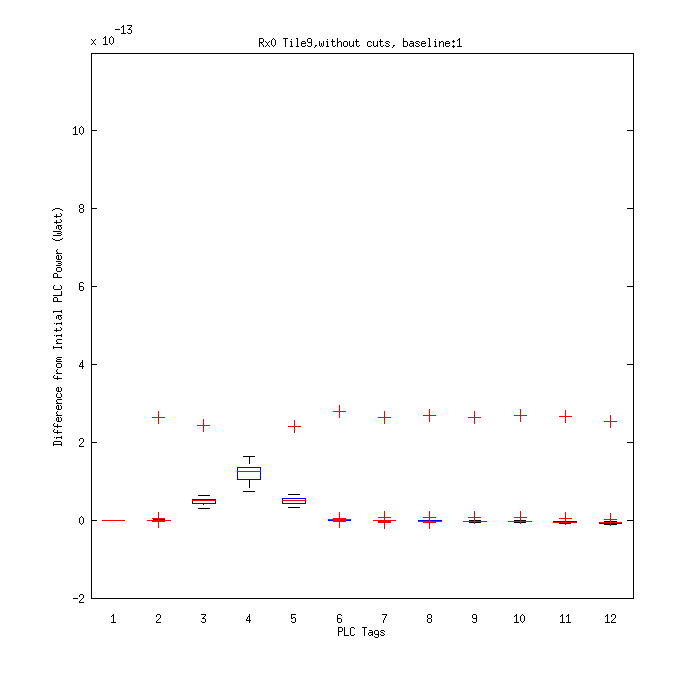 x 10-13
Rx0 Tile9,without cuts, baseline:1
10
8
6
4
2
0
-2
Difference from Initial PLC Power (Watt)
1 2 3 4 5 6 7 8 9 10 11 12
PLC Tags